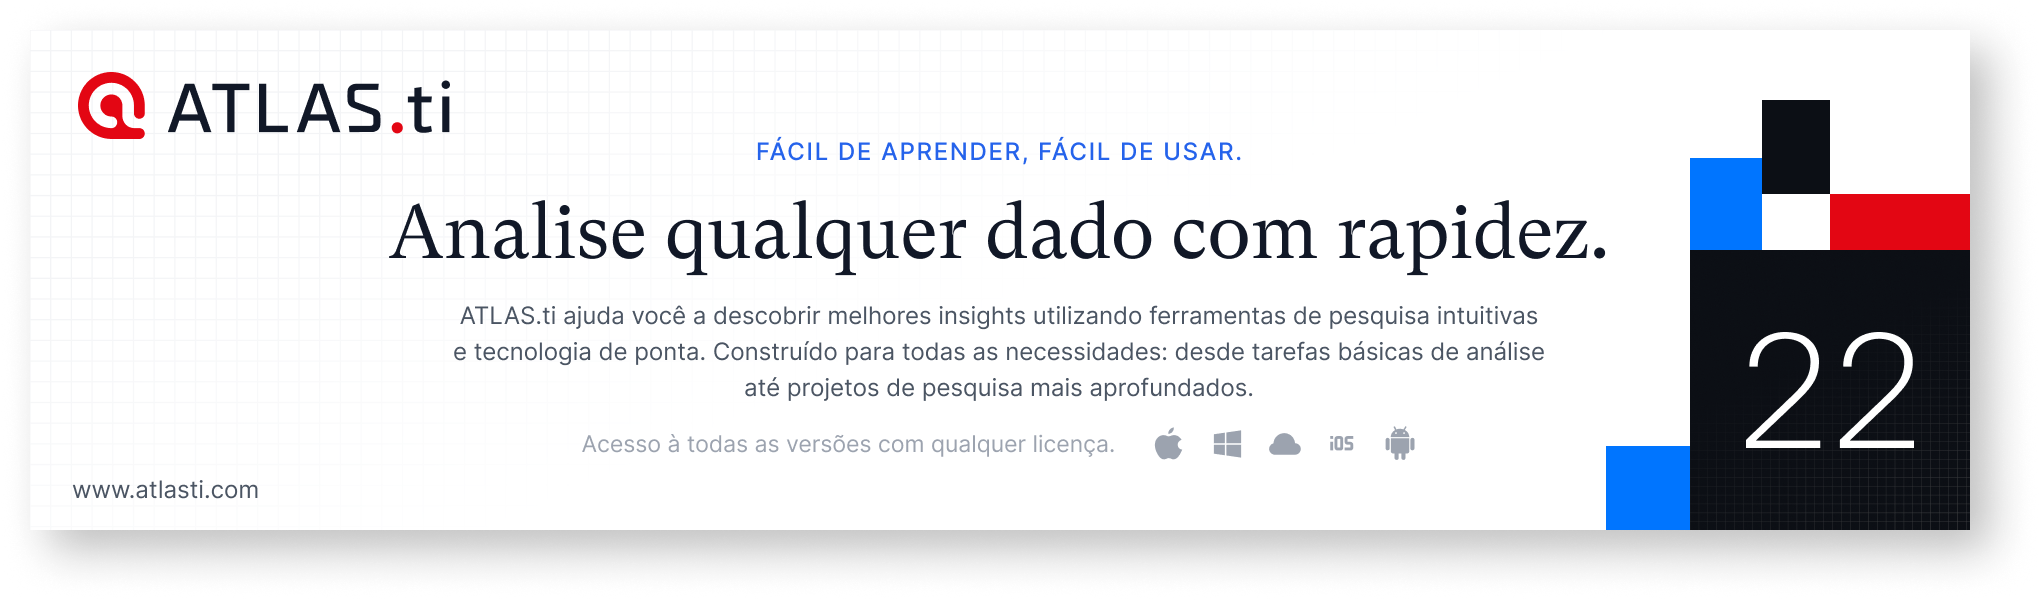 ATLAS.ti
FÁCIL DE APRENDER, FÁCIL DE USAR.
Analise qualquer dado com rapidez.
ATLAS.ti ajuda você a descobrir melhores insights utilizando ferramentas de pesquisa intuitivas
e tecnologia de ponta. Construído para todas as necessidades: desde tarefas básicas de análise
até projetos de pesquisa mais aprofundados.
Acesso à todas as versões com qualquer licença. iOS
www.atlasti.com
22